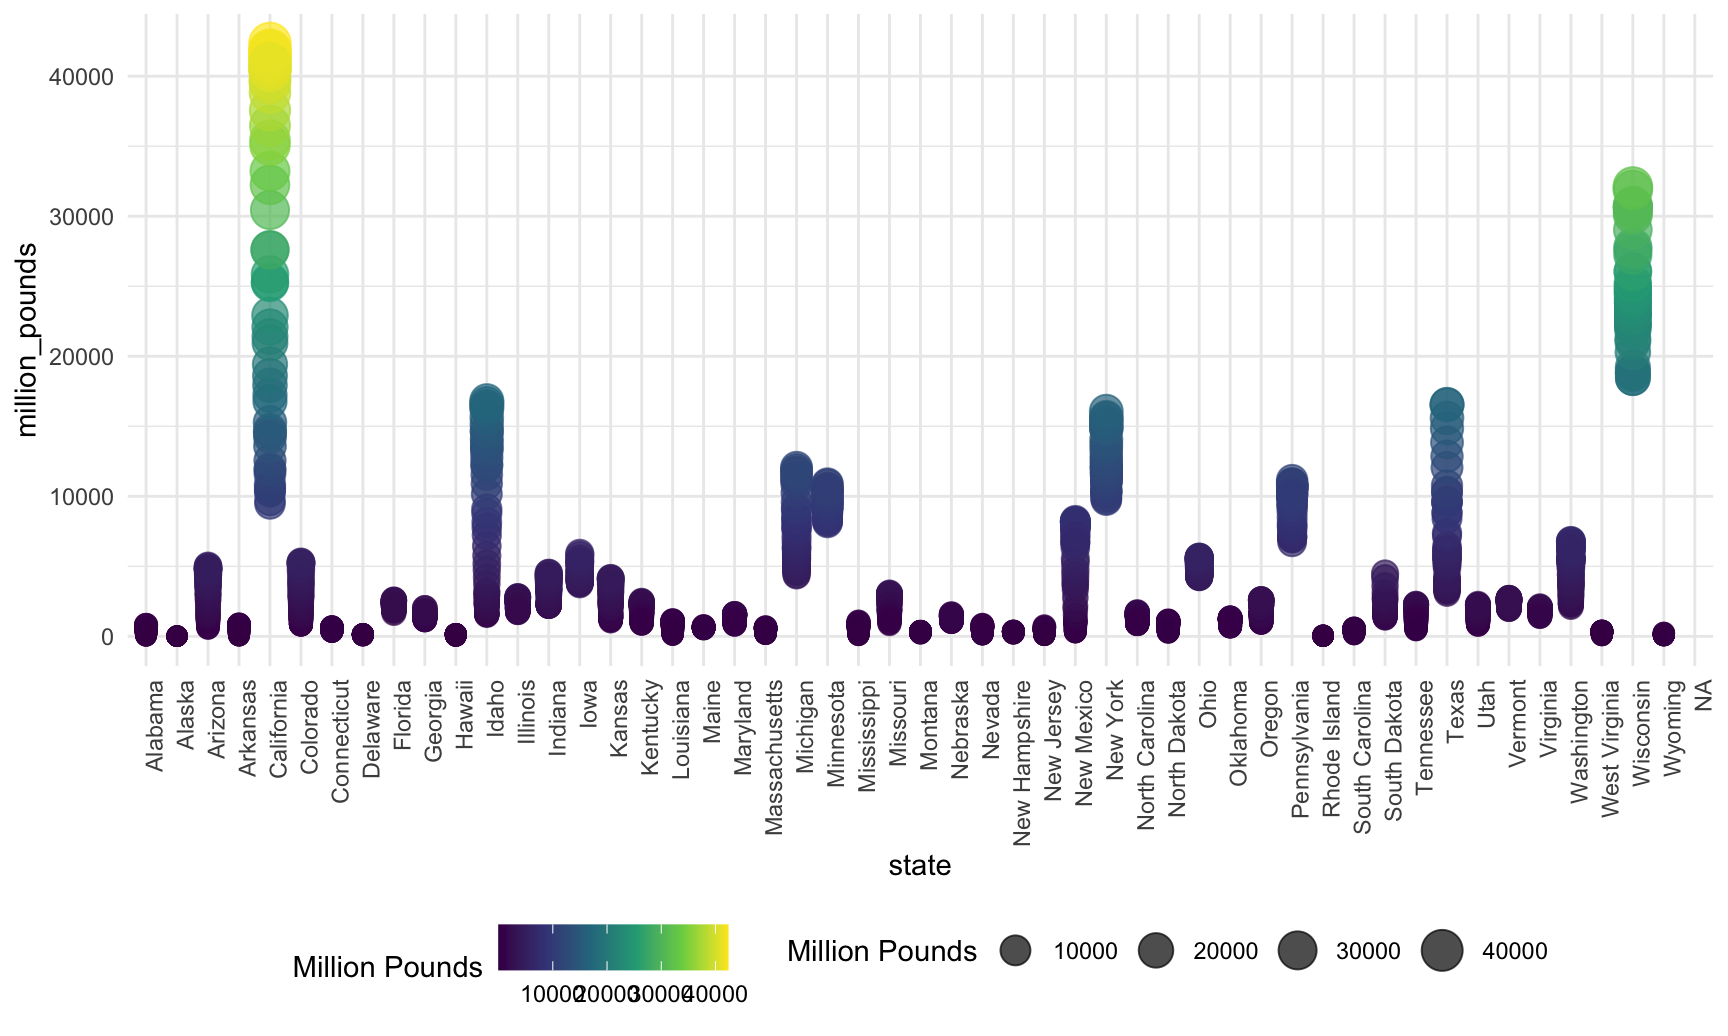 40000
30000
20000
10000
0
million_pounds
Alabama
Alaska
Arizona
Arkansas
California
Colorado
Connecticut
Delaware
Florida
Georgia
Hawaii
Idaho
Illinois
Indiana
Iowa
Kansas
Kentucky
Louisiana
Maine
Maryland
Massachusetts
Michigan
Minnesota
Mississippi
Missouri
Montana
Nebraska
Nevada
New Hampshire
New Jersey
New Mexico
New York
North Carolina
North Dakota
Ohio
Oklahoma
Oregon
Pennsylvania
Rhode Island
South Carolina
South Dakota
Tennessee
Texas
Utah
Vermont
Virginia
Washington
West Virginia
Wisconsin
Wyoming
NA
state
Million Pounds
10000 20000 30000 40000
Million Pounds 10000 20000 30000 40000